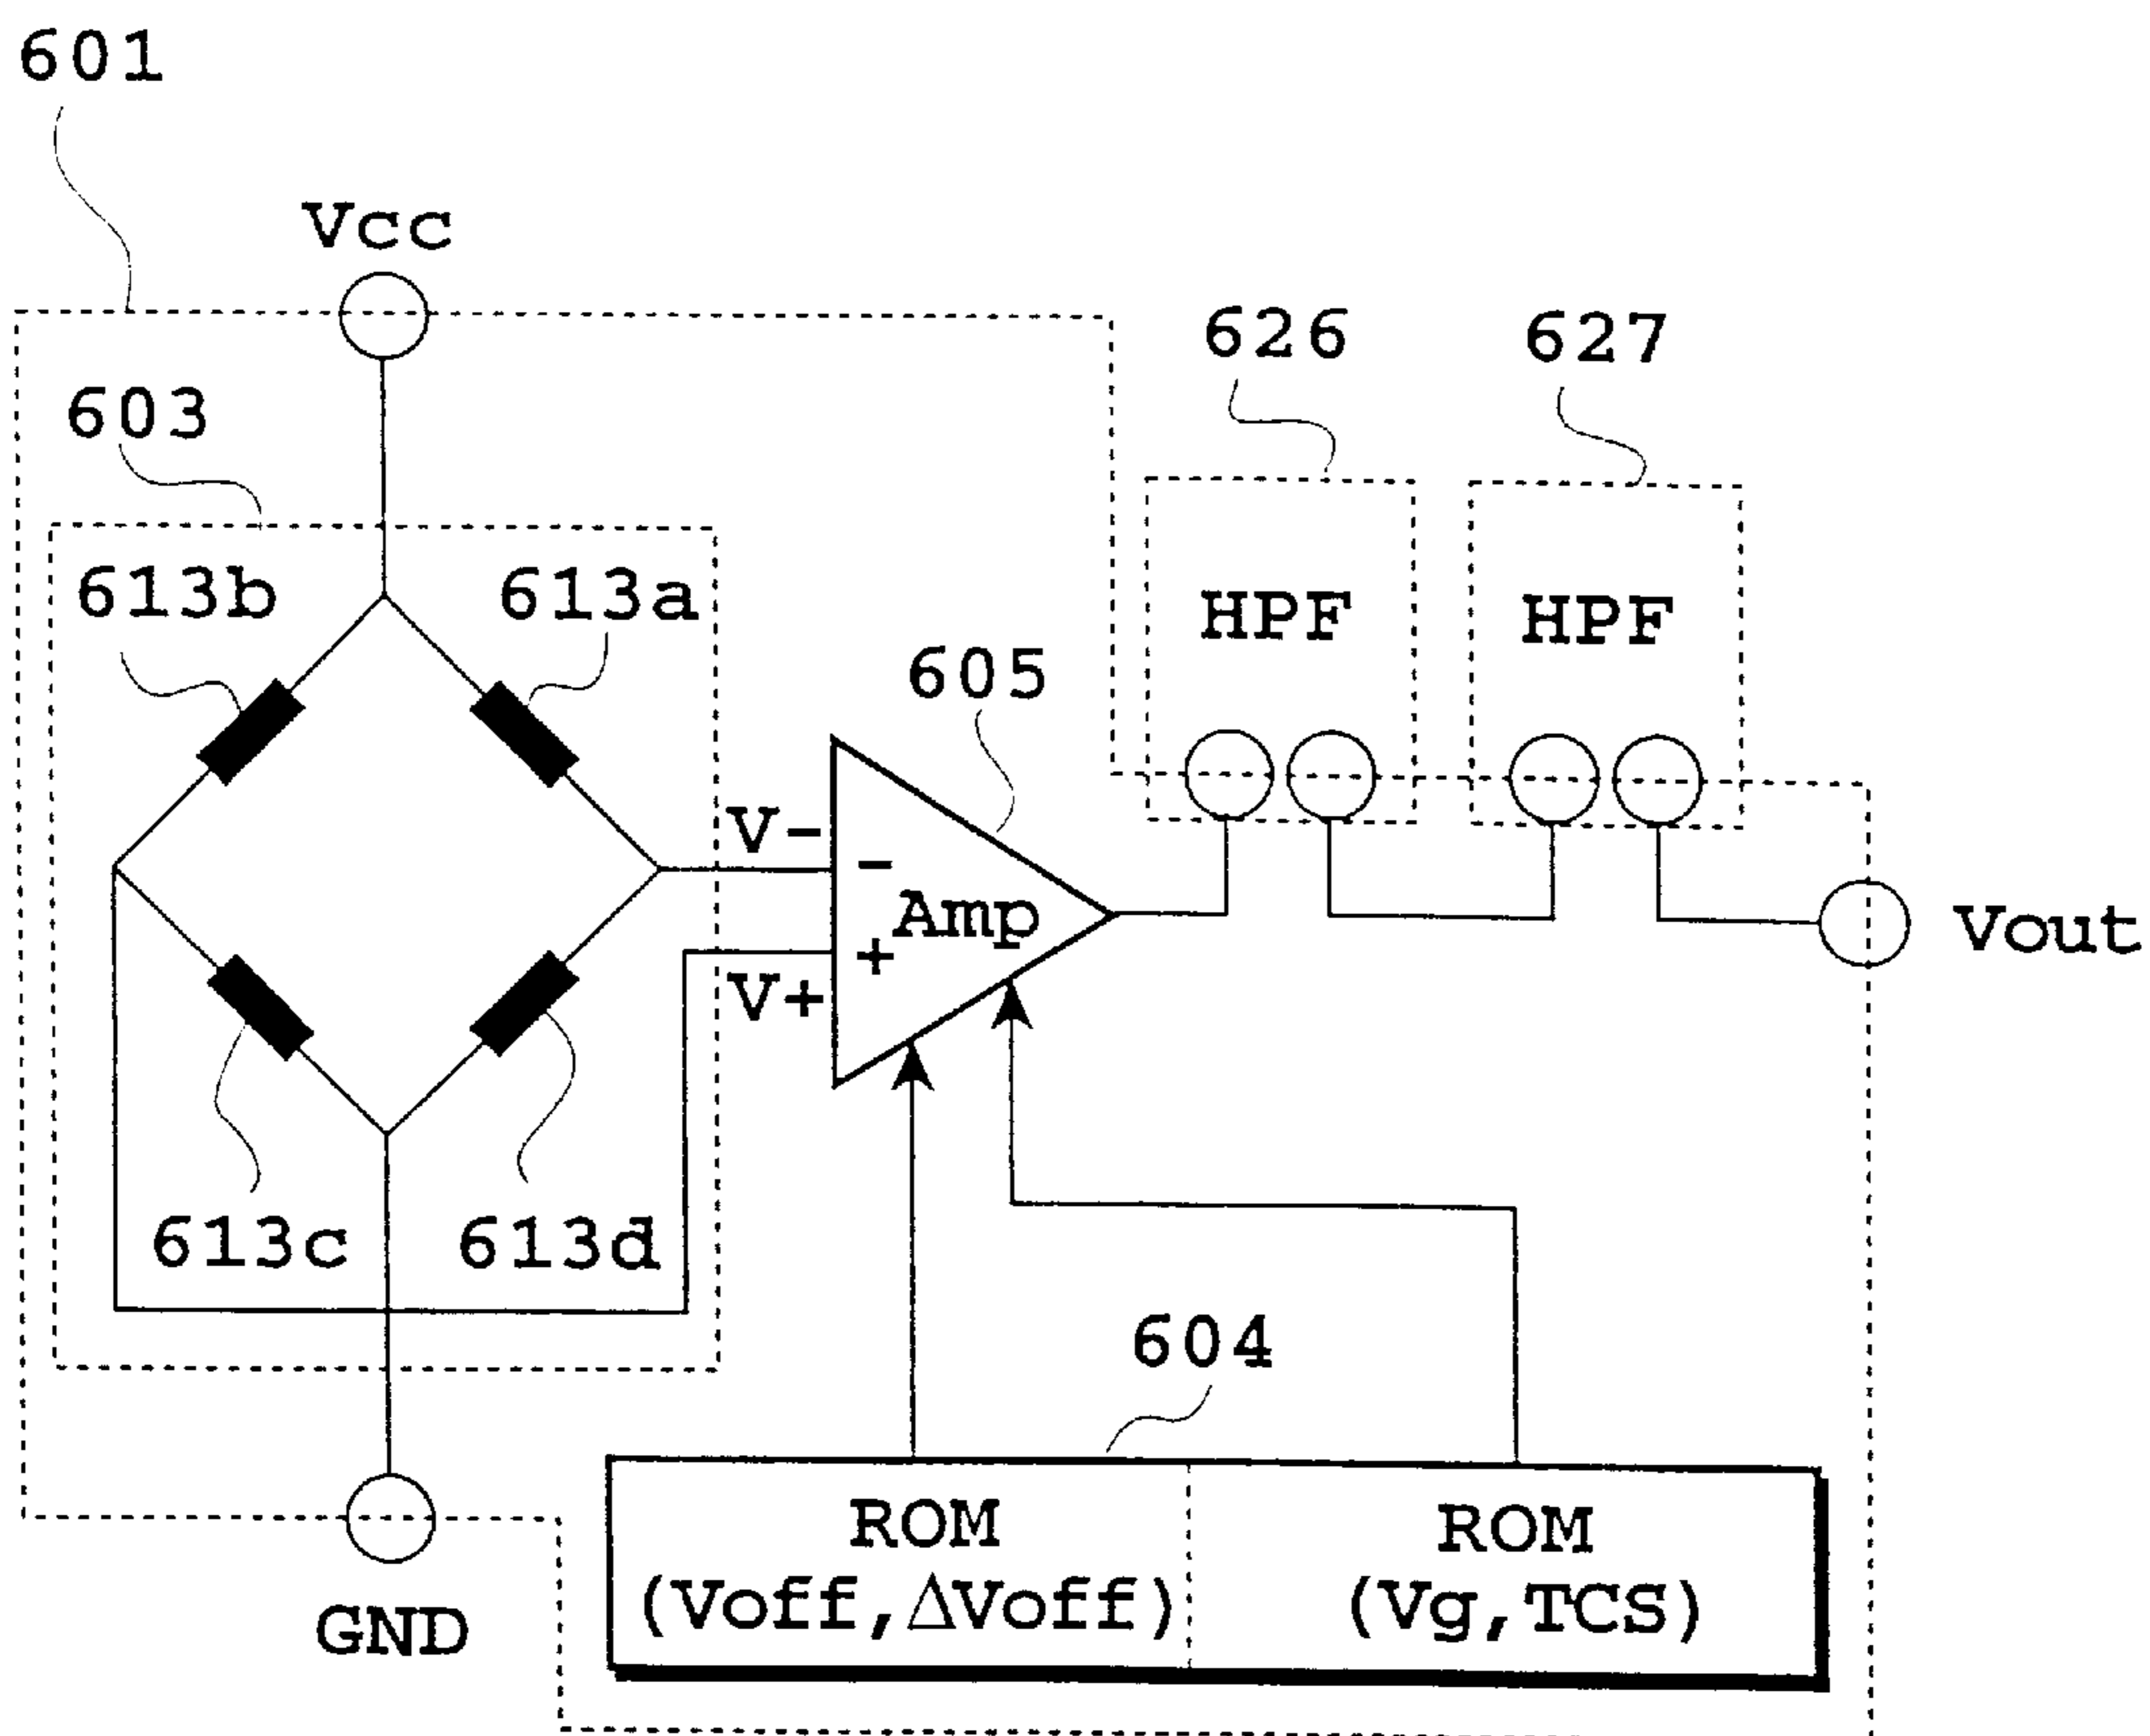 601
Vcc
626
627
603
613b
613a
HPF
HPF
605
V-
-
Amp
Vout
+
V+
613c
613d
604
ROM
(Voff,ΔVoff)
ROM
(Vg,TCS)
GND